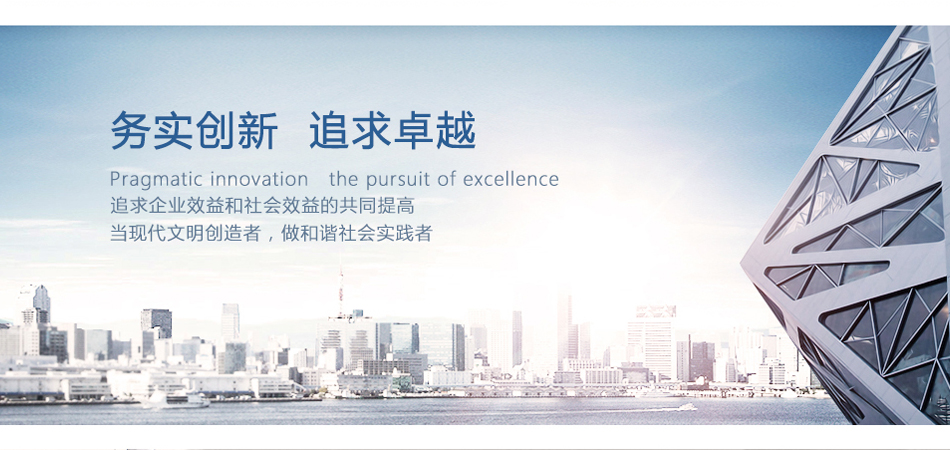 务实创新 追求卓越
Pragmatic innovation the pursuit of excellence
追求企业效益和社会效益的共同提高
当现代文明创造者，做和谐社会实践者